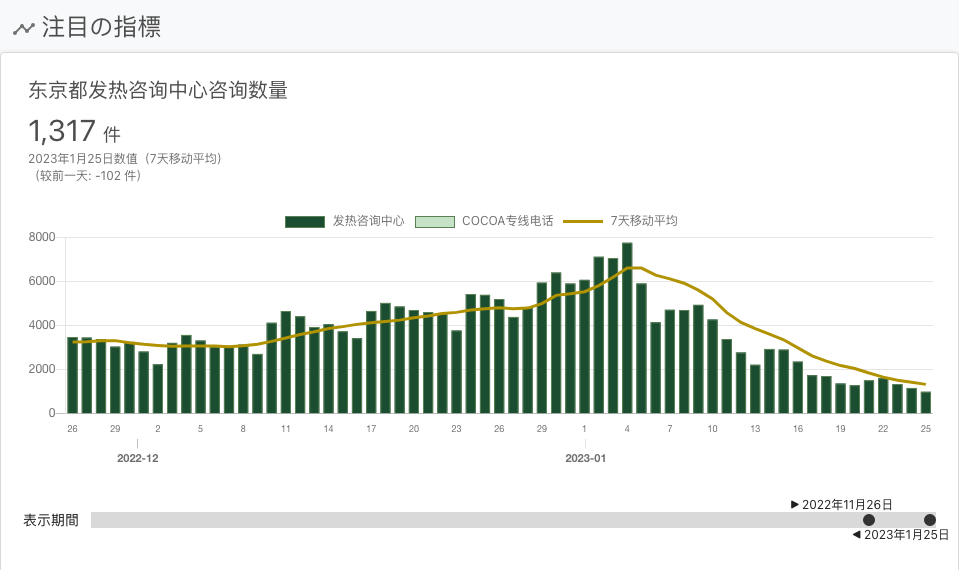 注目の指標
东京都发热咨询中心咨询数量
1,317 件
2023年1月25日数值（7天移动平均）
（较前一天: -102 件）
发热咨询中心 COCOA专线电话 7天移动平均
8000
6000
4000
2000
0
26 29 2 5 8 11 14 17 20 23 26 29 1 4 7 10 13 16 19 22 25
2022-12 2023-01
▶ 2022年11月26日
表示期間
◀ 2023年1月25日